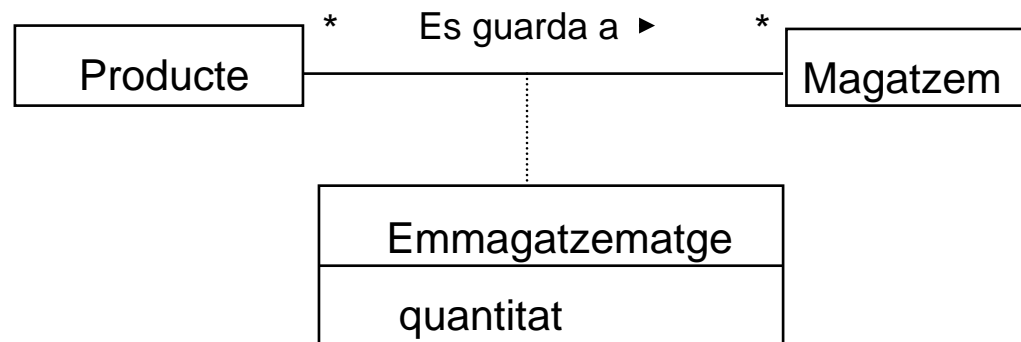 * Es guarda a ► *
Producte
Magatzem
Emmagatzematge
quantitat